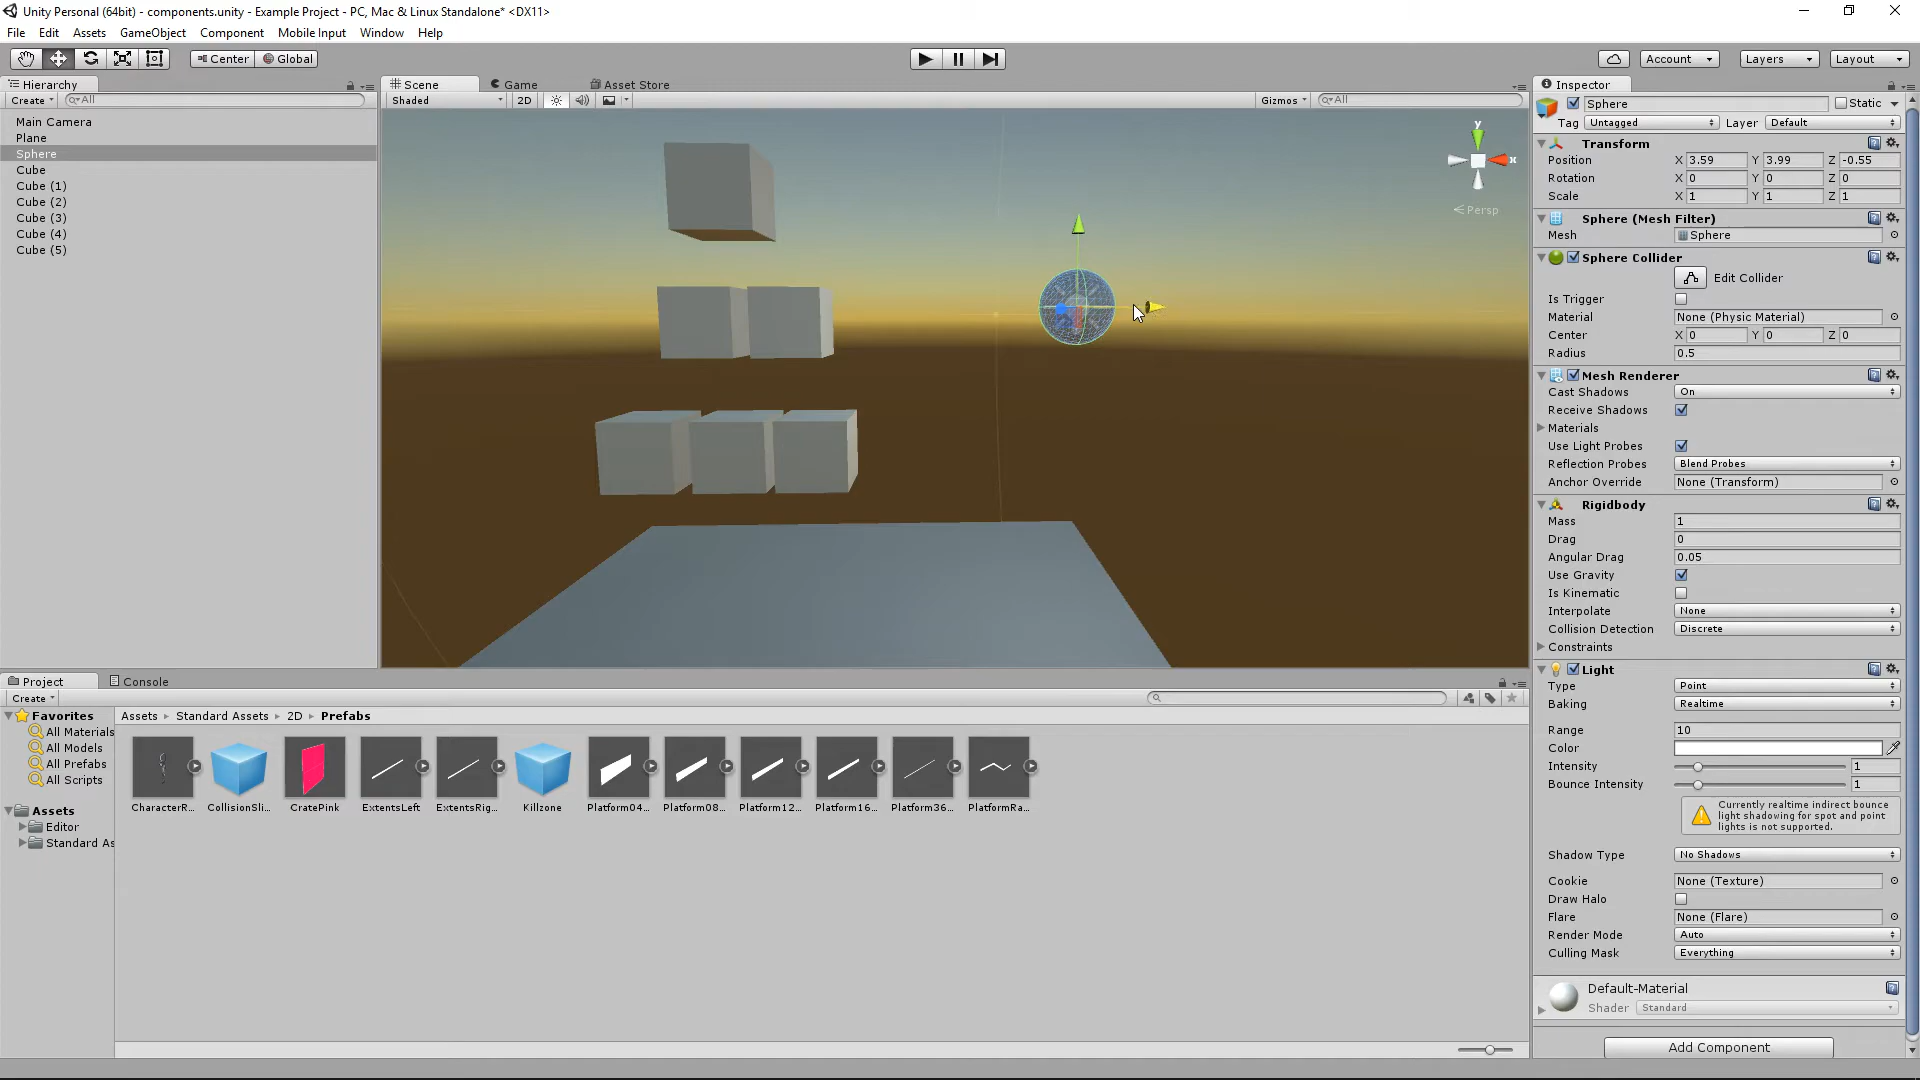 Unity Personal (64bit) - components.unity - Example Project - PC, Mac & Linux Standalone* <DX11>
File Edit Assets GameObject Component Mobile Input Window Help
Center Global Account Layers Layout
Hierarchy
Create All
Main Camera
Plane
Sphere
Cube
Cube (1)
Cube (2)
Cube (3)
Cube (4)
Cube (5)
Scene Game Asset Store
Shaded 2D Gizmos All
y
x
Persp
Inspector
Sphere Static
Tag Untagged Layer Default
Transform
Position X 3.59 Y 3.99 Z -0.55
Rotation X 0 Y 0 Z 0
Scale X 1 Y 1 Z 1
Sphere (Mesh Filter)
Mesh Sphere
Sphere Collider
Edit Collider
Is Trigger
Material None (Physic Material)
Center X 0 Y 0 Z 0
Radius 0.5
Mesh Renderer
Cast Shadows On
Receive Shadows
Materials
Use Light Probes
Reflection Probes Blend Probes
Anchor Override None (Transform)
Rigidbody
Mass 1
Drag 0
Angular Drag 0.05
Use Gravity
Is Kinematic
Interpolate None
Collision Detection Discrete
Constraints
Light
Type Point
Baking Realtime
Range 10
Color
Intensity 1
Bounce Intensity 1
Currently realtime indirect bounce
light shadowing for spot and point
lights is not supported.
Shadow Type No Shadows
Cookie None (Texture)
Draw Halo
Flare None (Flare)
Render Mode Auto
Culling Mask Everything
Default-Material
Shader Standard
Add Component
Project Console
Create
Favorites
All Materials
All Models
All Prefabs
All Scripts
Assets
Editor
Standard As
Assets Standard Assets 2D Prefabs
CharacterR... CollisionSli... CratePink ExtentsLeft ExtentsRig... Killzone Platform04... Platform08... Platform12... Platform16... Platform36... PlatformRa...